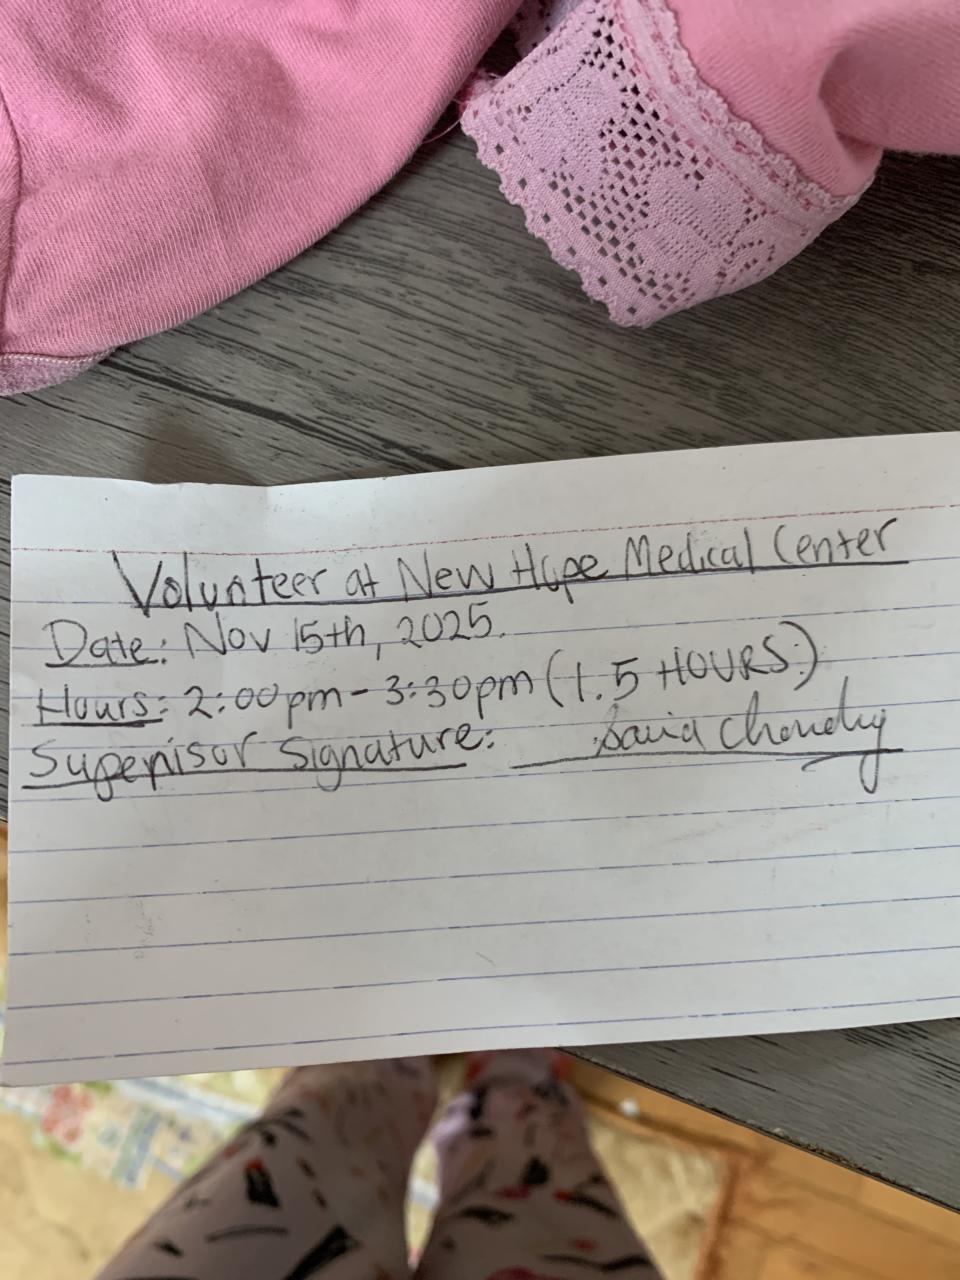 Volunteer at New Hope Medical Center
Date: Nov 15th, 2025.
Hours: 2:00pm - 3:30pm (1.5 HOURS.)
Supervisor Signature: